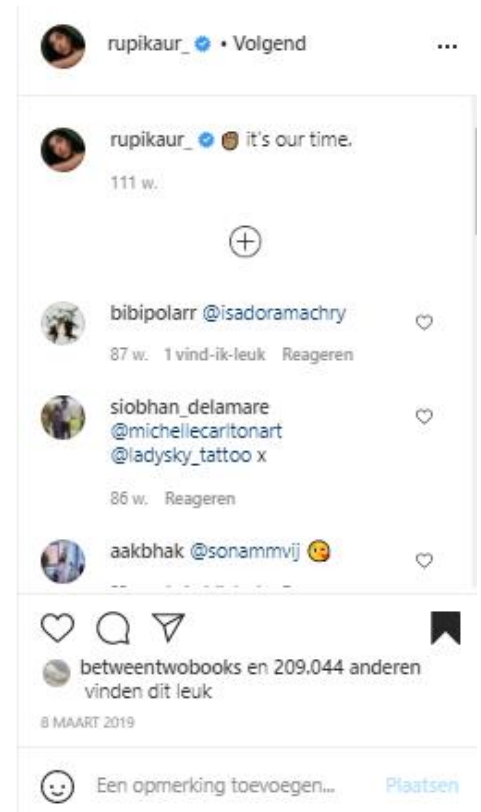 rupikaur_ • Volgend
rupikaur_ ✊🏾 it's our time.
111 w.
bibipolarr @isadoramachry
87 w. 1 vind-ik-leuk Reageren
siobhan_delamare
@michellecarltonart
@ladysky_tattoo x
86 w. Reageren
aakbhak @sonammvij 😘
betweentwobooks en 209.044 anderen
vinden dit leuk
8 MAART 2019
Een opmerking toevoegen...
Plaatsen